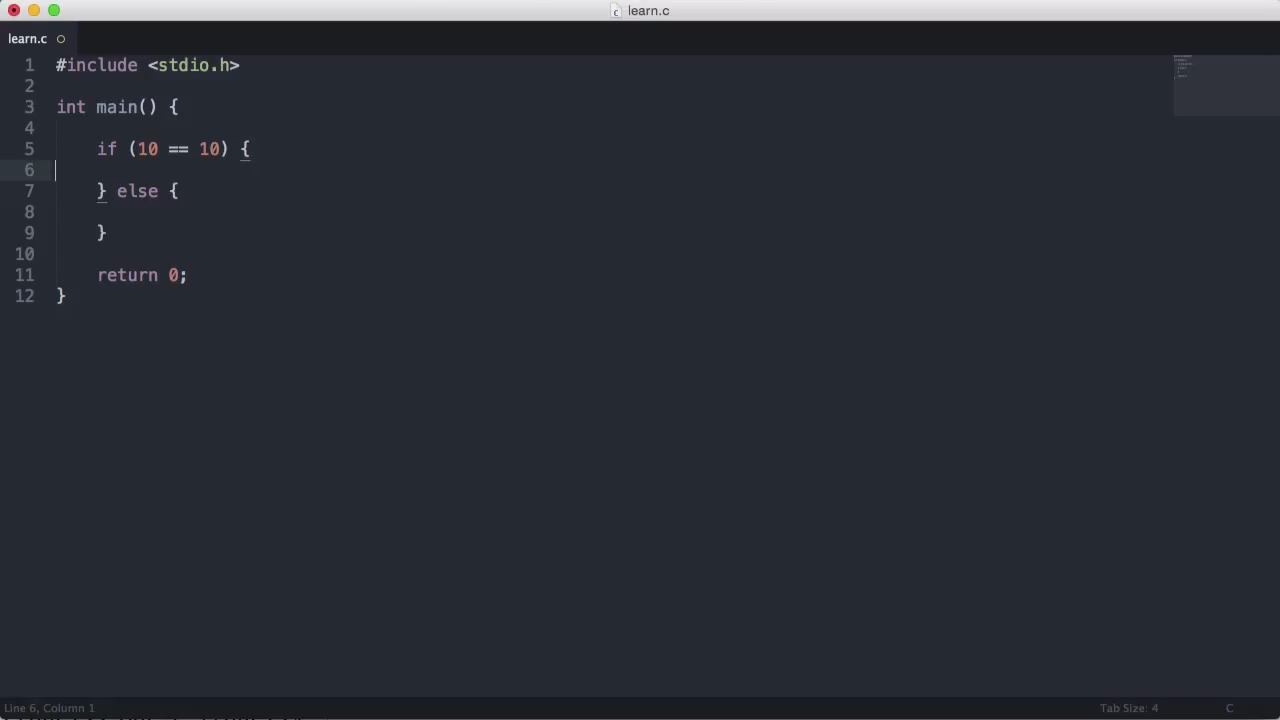 learn.c
learn.c
1 #include <stdio.h>
2
3 int main() {
4
5 if (10 == 10) {
6
7 } else {
8
9 }
10
11 return 0;
12 }
Line 6, Column 1 Tab Size: 4 C